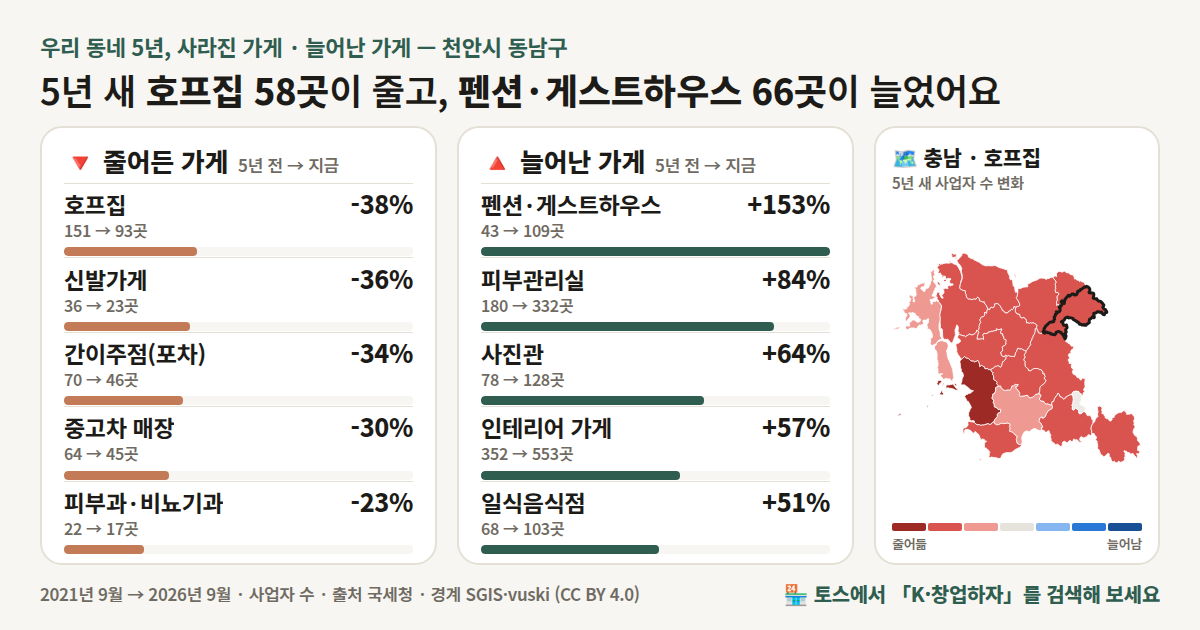 우리 동네 5년, 사라진 가게 · 늘어난 가게 — 천안시 동남구
5년 새 호프집 58곳이 줄고, 펜션·게스트하우스 66곳이 늘었어요
줄어든 가게 5년 전 → 지금
호프집 -38%
151 → 93곳
신발가게 -36%
36 → 23곳
간이주점(포차) -34%
70 → 46곳
중고차 매장 -30%
64 → 45곳
피부과·비뇨기과 -23%
22 → 17곳
늘어난 가게 5년 전 → 지금
펜션·게스트하우스 +153%
43 → 109곳
피부관리실 +84%
180 → 332곳
사진관 +64%
78 → 128곳
인테리어 가게 +57%
352 → 553곳
일식음식점 +51%
68 → 103곳
충남 · 호프집
5년 새 사업자 수 변화
줄어듦 늘어남
2021년 9월 → 2026년 9월 · 사업자 수 · 출처 국세청 · 경계 SGIS·vuski (CC BY 4.0)
토스에서 「K·창업하자」를 검색해 보세요